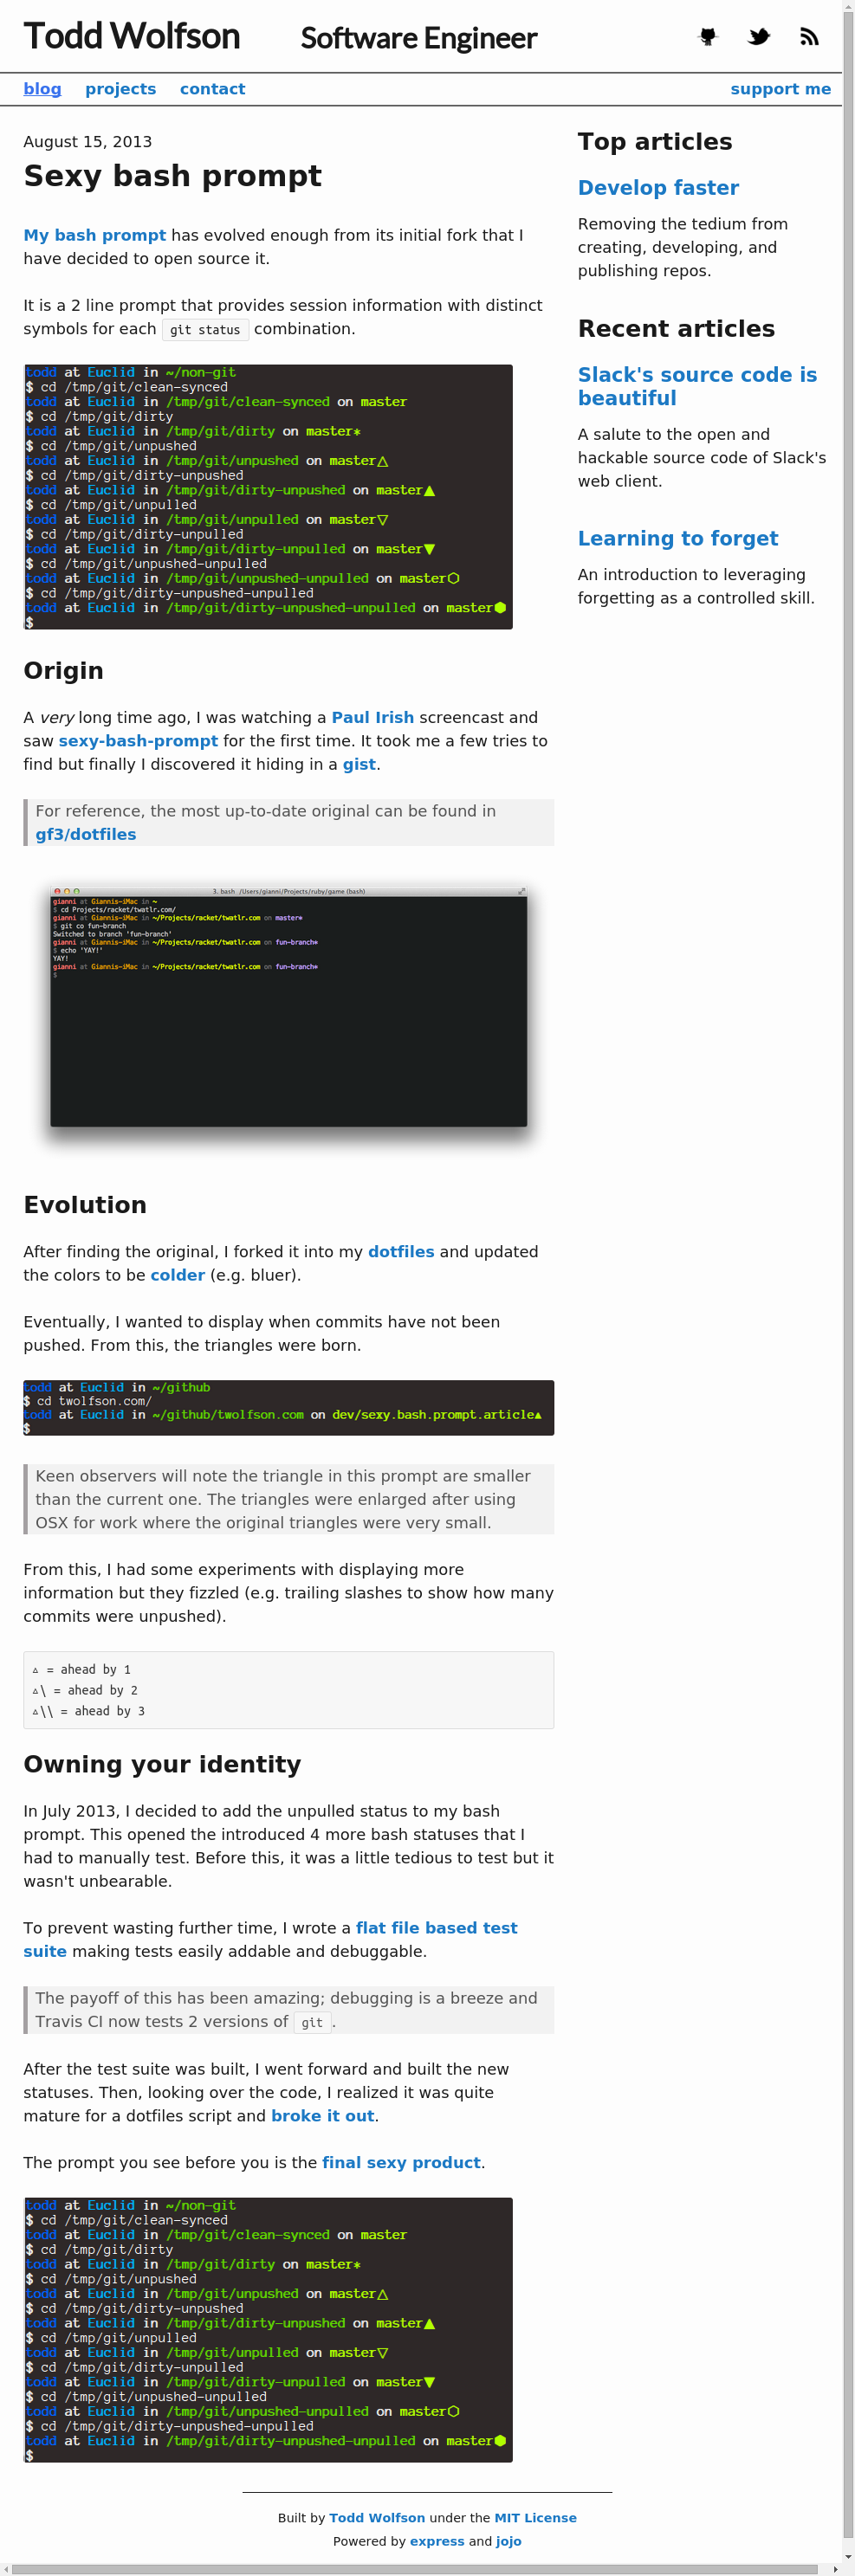 Todd Wolfson
Software Engineer
blog projects contact support me
August 15, 2013
Sexy bash prompt
My bash prompt has evolved enough from its initial fork that I
have decided to open source it.
It is a 2 line prompt that provides session information with distinct
symbols for each git status combination.
todd at Euclid in ~/non-git
$ cd /tmp/git/clean-synced
todd at Euclid in /tmp/git/clean-synced on master
$ cd /tmp/git/dirty
todd at Euclid in /tmp/git/dirty on master*
$ cd /tmp/git/unpushed
todd at Euclid in /tmp/git/unpushed on master△
$ cd /tmp/git/dirty-unpushed
todd at Euclid in /tmp/git/dirty-unpushed on master▲
$ cd /tmp/git/unpulled
todd at Euclid in /tmp/git/unpulled on master▽
$ cd /tmp/git/dirty-unpulled
todd at Euclid in /tmp/git/dirty-unpulled on master▼
$ cd /tmp/git/unpushed-unpulled
todd at Euclid in /tmp/git/unpushed-unpulled on master⬡
$ cd /tmp/git/dirty-unpushed-unpulled
todd at Euclid in /tmp/git/dirty-unpushed-unpulled on master⬢
$
Origin
A very long time ago, I was watching a Paul Irish screencast and
saw sexy-bash-prompt for the first time. It took me a few tries to
find but finally I discovered it hiding in a gist.
For reference, the most up-to-date original can be found in
gf3/dotfiles
3. bash /Users/gianni/Projects/ruby/game (bash)
gianni at Giannis-iMac in ~
$ cd Projects/racket/twatlr.com/
gianni at Giannis-iMac in ~/Projects/racket/twatlr.com on master*
$ git co fun-branch
Switched to branch 'fun-branch'
gianni at Giannis-iMac in ~/Projects/racket/twatlr.com on fun-branch*
$ echo 'YAY!'
YAY!
gianni at Giannis-iMac in ~/Projects/racket/twatlr.com on fun-branch*
$
Evolution
After finding the original, I forked it into my dotfiles and updated
the colors to be colder (e.g. bluer).
Eventually, I wanted to display when commits have not been
pushed. From this, the triangles were born.
todd at Euclid in ~/github
$ cd twolfson.com/
todd at Euclid in ~/github/twolfson.com on dev/sexy.bash.prompt.article▲
$
Keen observers will note the triangle in this prompt are smaller
than the current one. The triangles were enlarged after using
OSX for work where the original triangles were very small.
From this, I had some experiments with displaying more
information but they fizzled (e.g. trailing slashes to show how many
commits were unpushed).
▵ = ahead by 1
▵\ = ahead by 2
▵\\ = ahead by 3
Owning your identity
In July 2013, I decided to add the unpulled status to my bash
prompt. This opened the introduced 4 more bash statuses that I
had to manually test. Before this, it was a little tedious to test but it
wasn't unbearable.
To prevent wasting further time, I wrote a flat file based test
suite making tests easily addable and debuggable.
The payoff of this has been amazing; debugging is a breeze and
Travis CI now tests 2 versions of git.
After the test suite was built, I went forward and built the new
statuses. Then, looking over the code, I realized it was quite
mature for a dotfiles script and broke it out.
The prompt you see before you is the final sexy product.
todd at Euclid in ~/non-git
$ cd /tmp/git/clean-synced
todd at Euclid in /tmp/git/clean-synced on master
$ cd /tmp/git/dirty
todd at Euclid in /tmp/git/dirty on master*
$ cd /tmp/git/unpushed
todd at Euclid in /tmp/git/unpushed on master△
$ cd /tmp/git/dirty-unpushed
todd at Euclid in /tmp/git/dirty-unpushed on master▲
$ cd /tmp/git/unpulled
todd at Euclid in /tmp/git/unpulled on master▽
$ cd /tmp/git/dirty-unpulled
todd at Euclid in /tmp/git/dirty-unpulled on master▼
$ cd /tmp/git/unpushed-unpulled
todd at Euclid in /tmp/git/unpushed-unpulled on master⬡
$ cd /tmp/git/dirty-unpushed-unpulled
todd at Euclid in /tmp/git/dirty-unpushed-unpulled on master⬢
$
Top articles
Develop faster
Removing the tedium from
creating, developing, and
publishing repos.
Recent articles
Slack's source code is
beautiful
A salute to the open and
hackable source code of Slack's
web client.
Learning to forget
An introduction to leveraging
forgetting as a controlled skill.
Built by Todd Wolfson under the MIT License
Powered by express and jojo